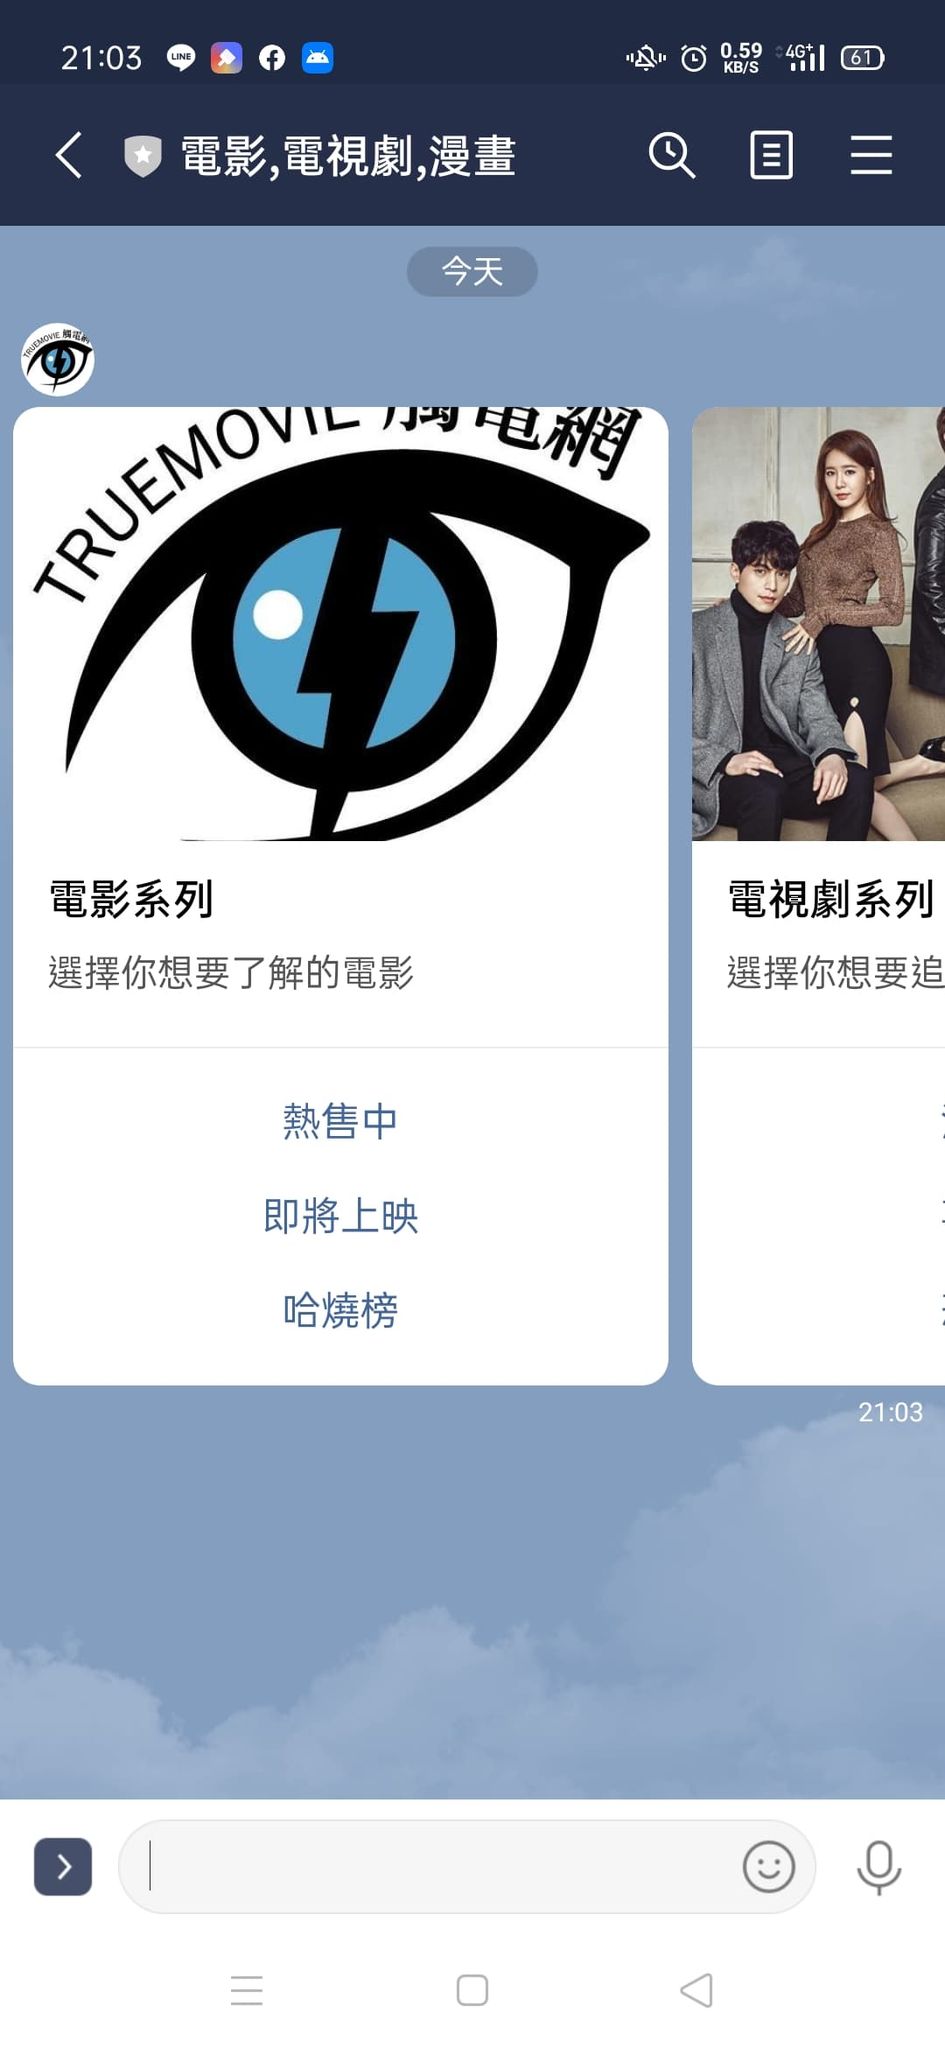 21:03
LINE
0.59
KB/S
4G+
61
電影,電視劇,漫畫
今天
TRUEMOVIE 觸電網
TRUEMOVIE 觸電網
電影系列
選擇你想要了解的電影
熱售中
即將上映
哈燒榜
電視劇系列
選擇你想要追
21:03